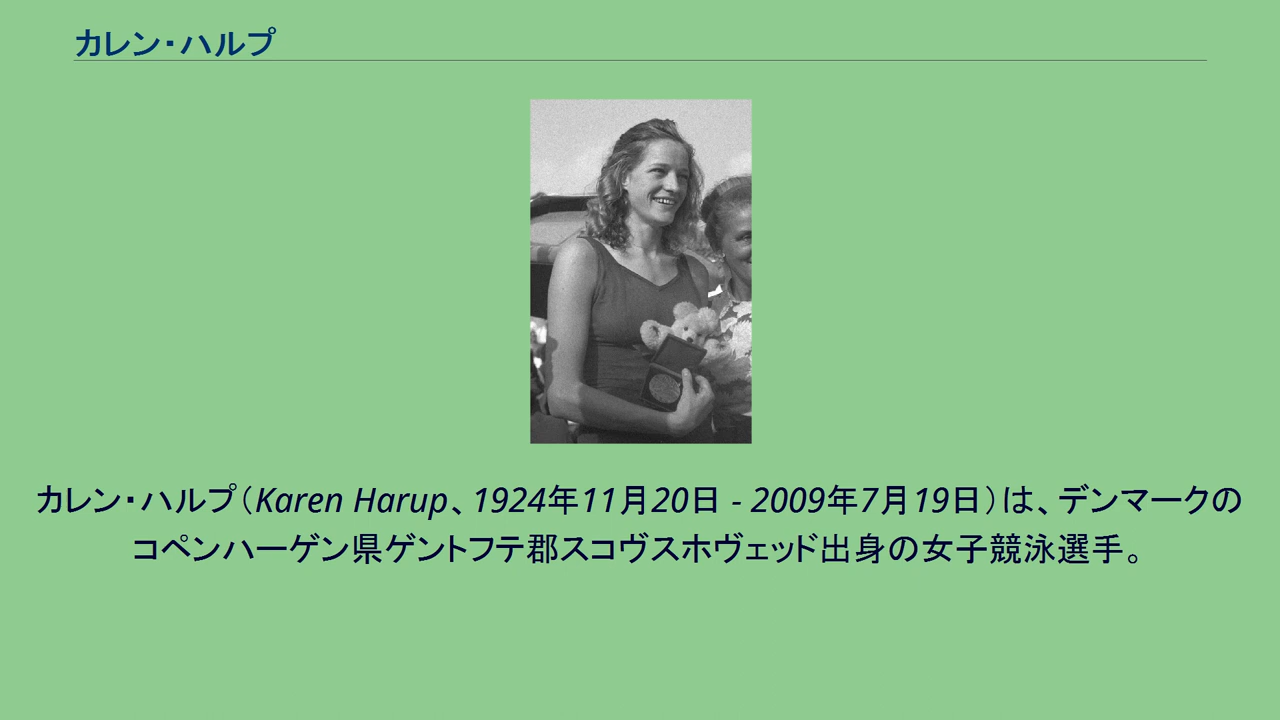 カレン・ハルプ
カレン・ハルプ（Karen Harup、1924年11月20日 - 2009年7月19日）は、デンマークの
コペンハーゲン県ゲントフテ郡スコヴスホヴェッド出身の女子競泳選手。